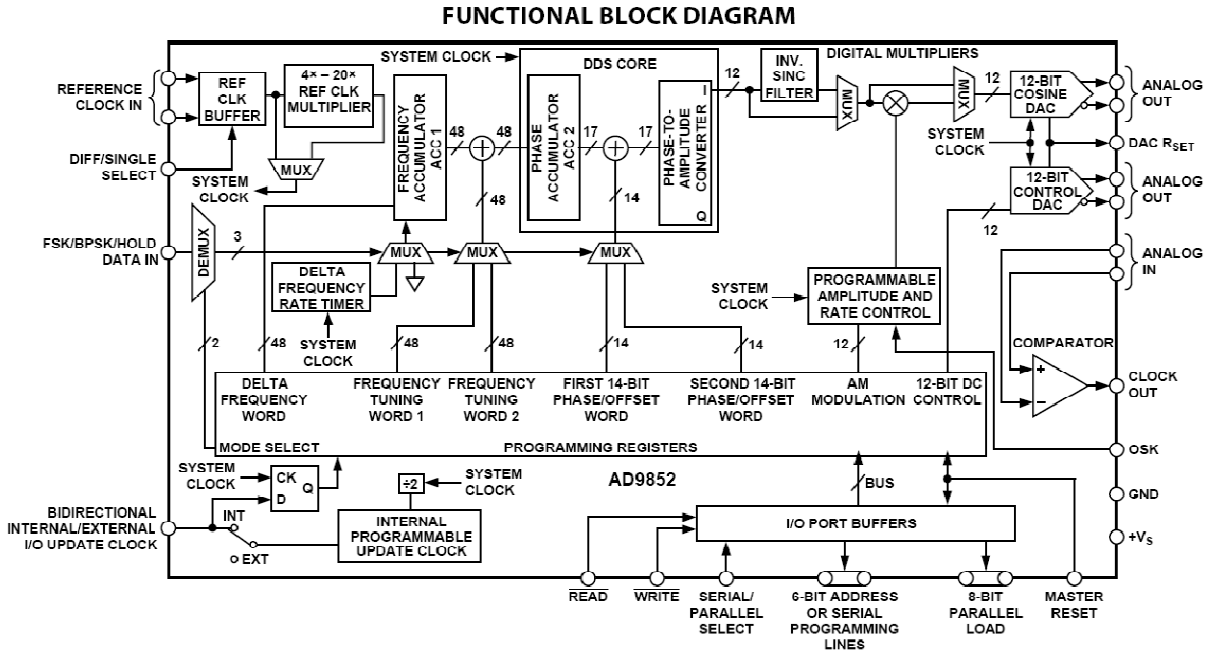 FUNCTIONAL BLOCK DIAGRAM
REFERENCE
CLOCK IN
DIFF/SINGLE
SELECT
REF
CLK
BUFFER
4× – 20×
REF CLK
MULTIPLIER
MUX
SYSTEM
CLOCK
FSK/BPSK/HOLD
DATA IN
DEMUX
3
2
SYSTEM CLOCK
FREQUENCY
ACCUMULATOR
ACC 1
48
48
48
DDS CORE
PHASE
ACCUMULATOR
ACC 2
17
17
14
PHASE-TO-
AMPLITUDE
CONVERTER
I
Q
12
INV.
SINC
FILTER
DIGITAL MULTIPLIERS
MUX
MUX
12
12-BIT
COSINE
DAC
ANALOG
OUT
SYSTEM
CLOCK
DAC RSET
12-BIT
CONTROL
DAC
ANALOG
OUT
12
ANALOG
IN
MUX
MUX
MUX
DELTA
FREQUENCY
RATE TIMER
SYSTEM
CLOCK
SYSTEM
CLOCK
PROGRAMMABLE
AMPLITUDE AND
RATE CONTROL
COMPARATOR
+
–
CLOCK
OUT
48
48
48
14
14
12
DELTA
FREQUENCY
WORD
FREQUENCY
TUNING
WORD 1
FREQUENCY
TUNING
WORD 2
FIRST 14-BIT
PHASE/OFFSET
WORD
SECOND 14-BIT
PHASE/OFFSET
WORD
AM
MODULATION
12-BIT DC
CONTROL
MODE SELECT
PROGRAMMING REGISTERS
OSK
GND
+VS
SYSTEM
CLOCK
CK
D
Q
÷2
SYSTEM
CLOCK
AD9852
BUS
BIDIRECTIONAL
INTERNAL/EXTERNAL
I/O UPDATE CLOCK
INT
EXT
INTERNAL
PROGRAMMABLE
UPDATE CLOCK
I/O PORT BUFFERS
READ
WRITE
SERIAL/
PARALLEL
SELECT
6-BIT ADDRESS
OR SERIAL
PROGRAMMING
LINES
8-BIT
PARALLEL
LOAD
MASTER
RESET